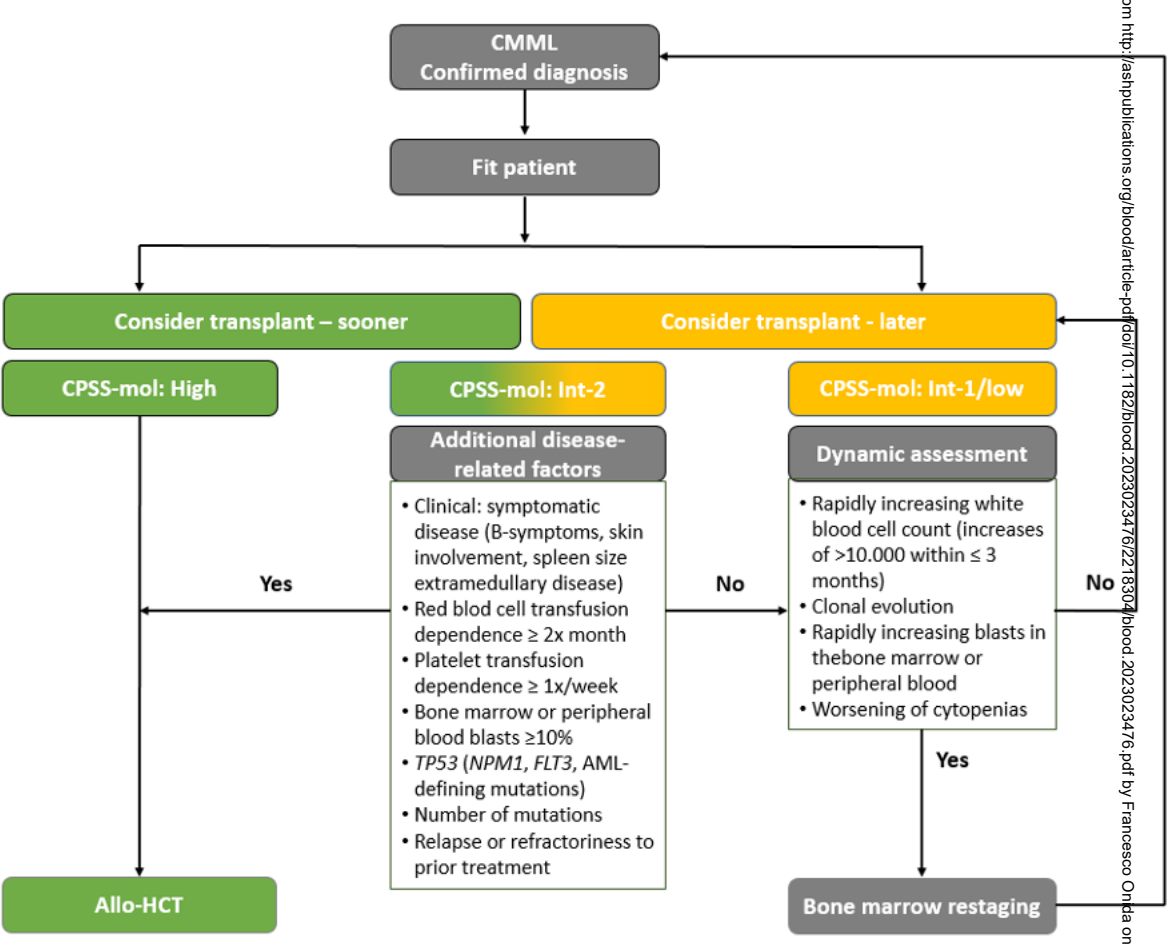 CMML
Confirmed diagnosis
Fit patient
Consider transplant – sooner
Consider transplant - later
CPSS-mol: High
CPSS-mol: Int-2
CPSS-mol: Int-1/low
Additional disease-
related factors
• Clinical: symptomatic
disease (B-symptoms, skin
involvement, spleen size
extramedullary disease)
• Red blod cell transfusion
dependence ≥ 2x month
• Platelet transfusion
dependence ≥ 1x/week
• Bone marrow or peripheral
blood blasts ≥10%
• TP53 (NPM1, FLT3, AML-
defining mutations)
• Number of mutations
• Relapse or refractoriness to
prior treatment
Dynamic assessment
• Rapidly increasing white
blood cell count (increases
of >10.000 within ≤ 3
months)
• Clonal evolution
• Rapidly increasing blasts in
thebone marrow or
peripheral blood
• Worsening of cytopenias
Yes
No
No
Yes
Allo-HCT
Bone marrow restaging
om http://ashpublications.org/blood/article-pdf/doi/10.1182/blood.2023023476/2218304/blood.2023023476.pdf by Francesco Onida on